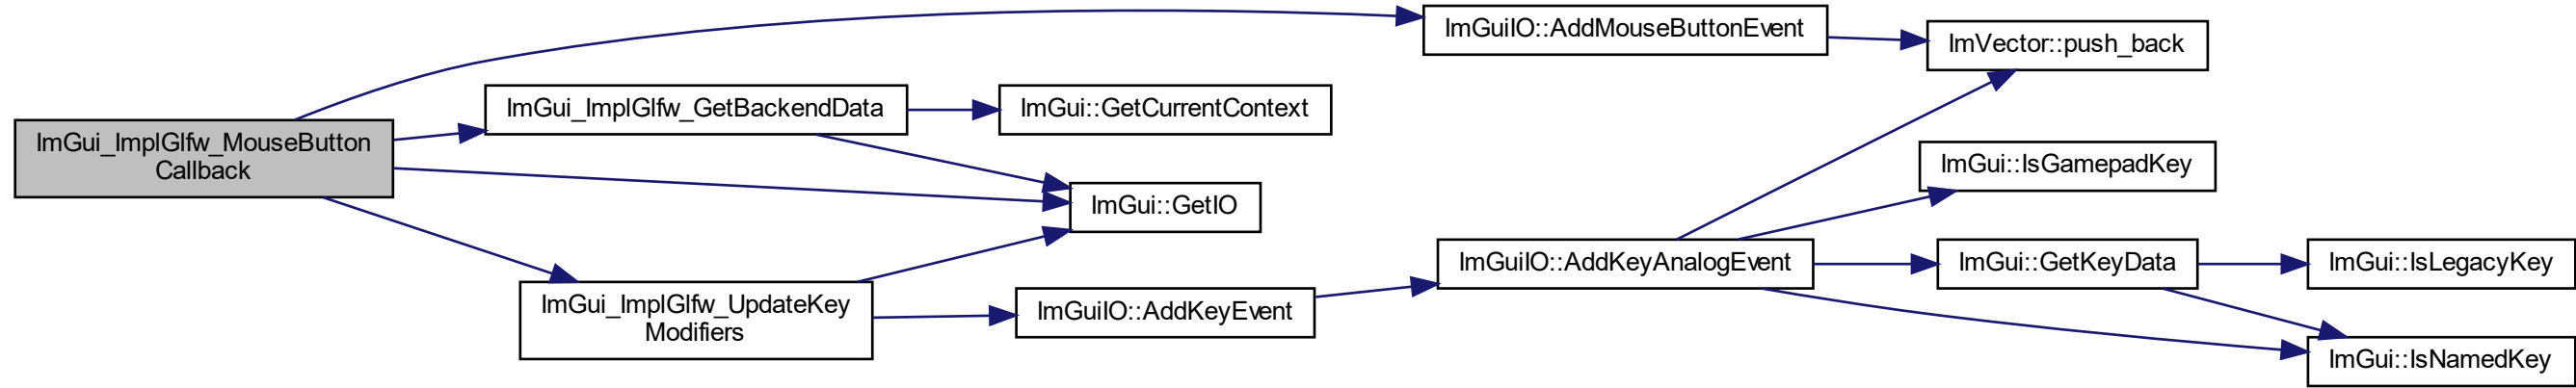 ImGui_ImplGlfw_MouseButton
Callback
ImGuiIO::AddMouseButtonEvent
ImVector::push_back
ImGui_ImplGlfw_GetBackendData
ImGui::GetCurrentContext
ImGui::GetIO
ImGui_ImplGlfw_UpdateKey
Modifiers
ImGuiIO::AddKeyEvent
ImGuiIO::AddKeyAnalogEvent
ImGui::IsGamepadKey
ImGui::GetKeyData
ImGui::IsLegacyKey
ImGui::IsNamedKey